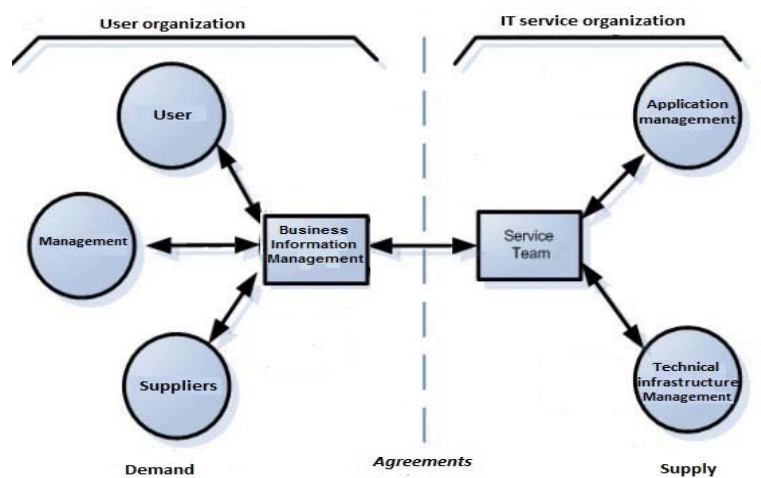 User organization
IT service organization
User
Application
management
Management
Business
Information
Management
Service
Team
Suppliers
Technical
infrastructure
Management
Demand
Agreements
Supply